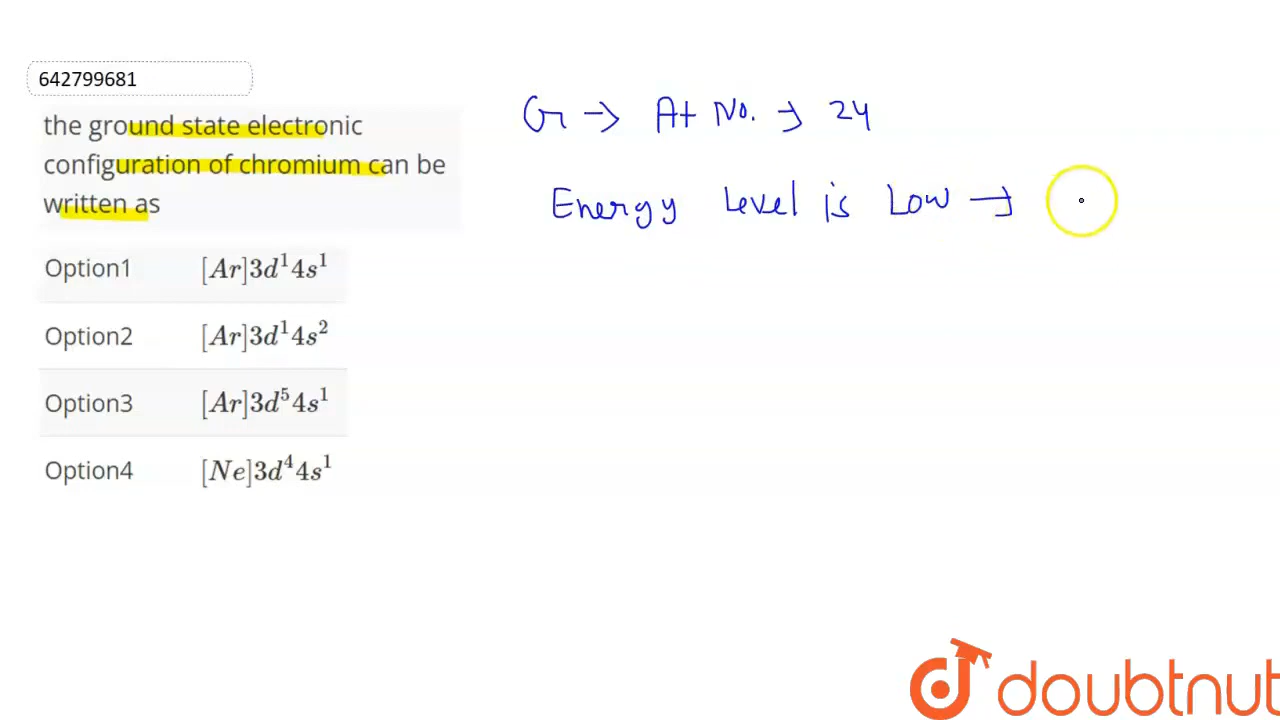 642799681
the ground state electronic
configuration of chromium can be
written as
Option1 [Ar]3d¹4s¹
Option2 [Ar]3d¹4s²
Option3 [Ar]3d⁵4s¹
Option4 [Ne]3d⁴4s¹
Cr → At No. → 24
Energy Level is Low →
doubtnut